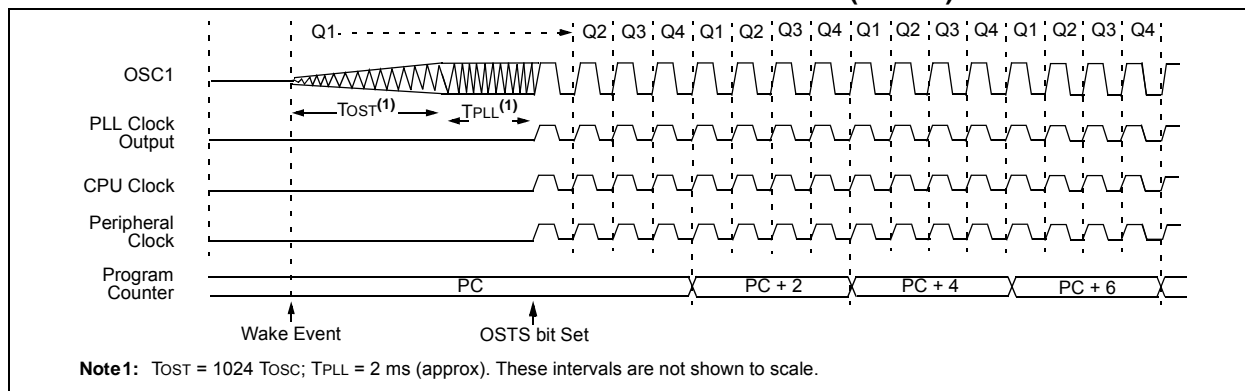 Q1 Q2 Q3 Q4 Q1 Q2 Q3 Q4 Q1 Q2 Q3 Q4 Q1 Q2 Q3 Q4
OSC1
TOST(1) TPLL(1)
PLL Clock
Output
CPU Clock
Peripheral
Clock
Program
Counter
PC PC + 2 PC + 4 PC + 6
Wake Event OSTS bit Set
Note1: TOST = 1024 TOSC; TPLL = 2 ms (approx). These intervals are not shown to scale.